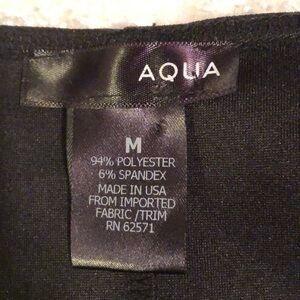 AQUA
M
94% POLYESTER
6% SPANDEX
MADE IN USA
FROM IMPORTED
FABRIC/TRIM
RN 62571